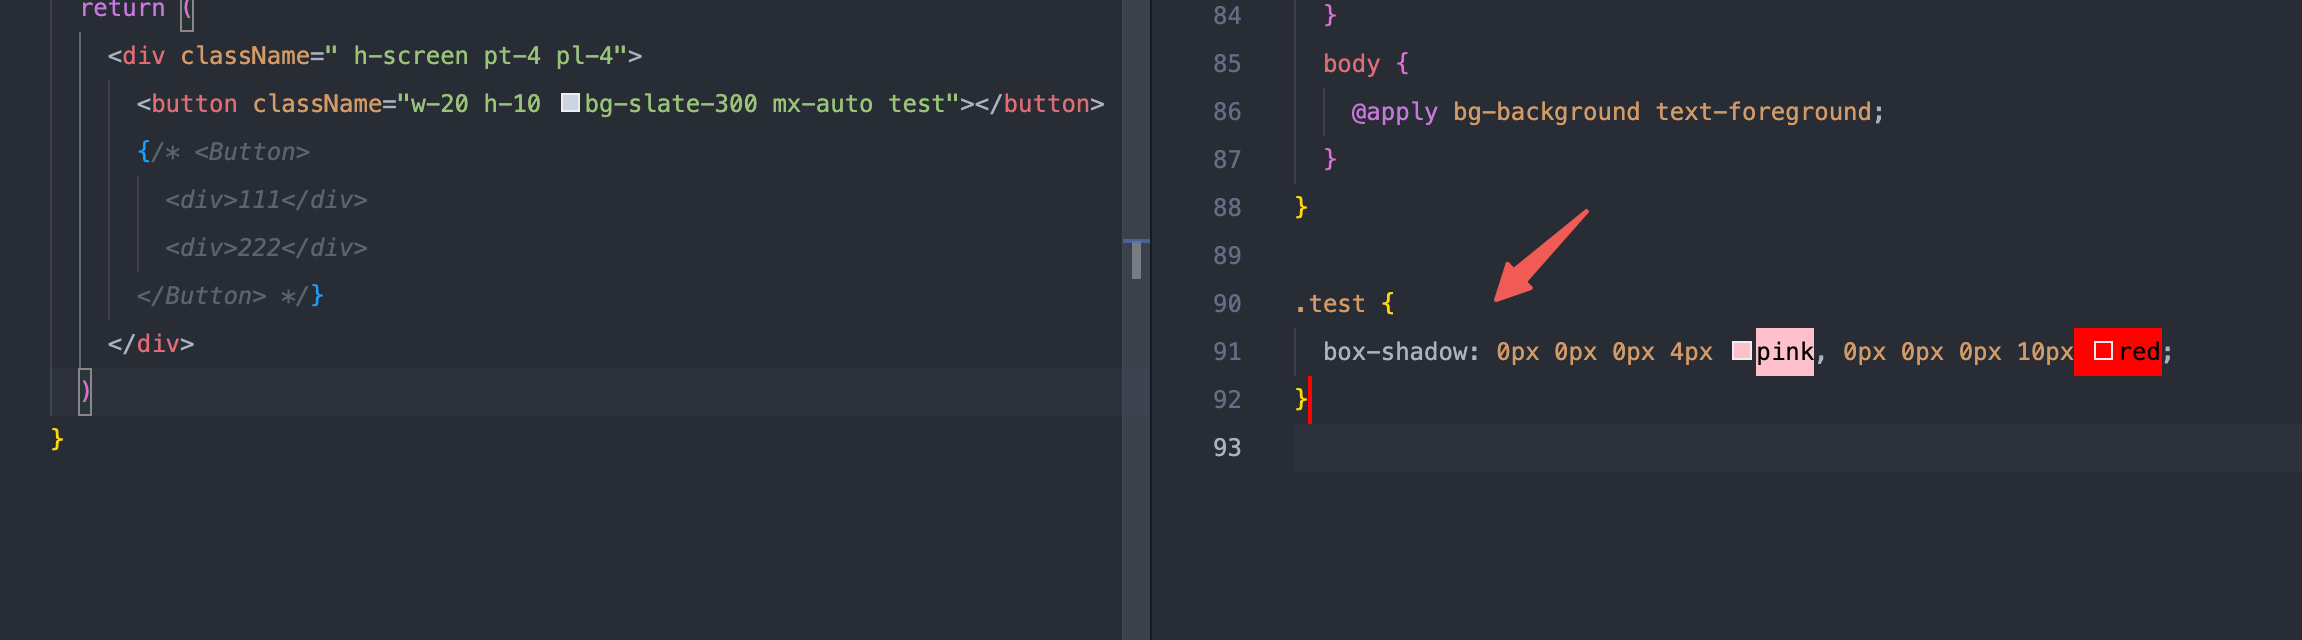 return (
<div className=" h-screen pt-4 pl-4">
<button className="w-20 h-10 bg-slate-300 mx-auto test"></button>
{/* <Button>
<div>111</div>
<div>222</div>
</Button> */}
</div>
)
}
84 }
85 body {
86 @apply bg-background text-foreground;
87 }
88 }
89
90 .test {
91 box-shadow: 0px 0px 0px 4px pink, 0px 0px 0px 10px red;
92 }
93